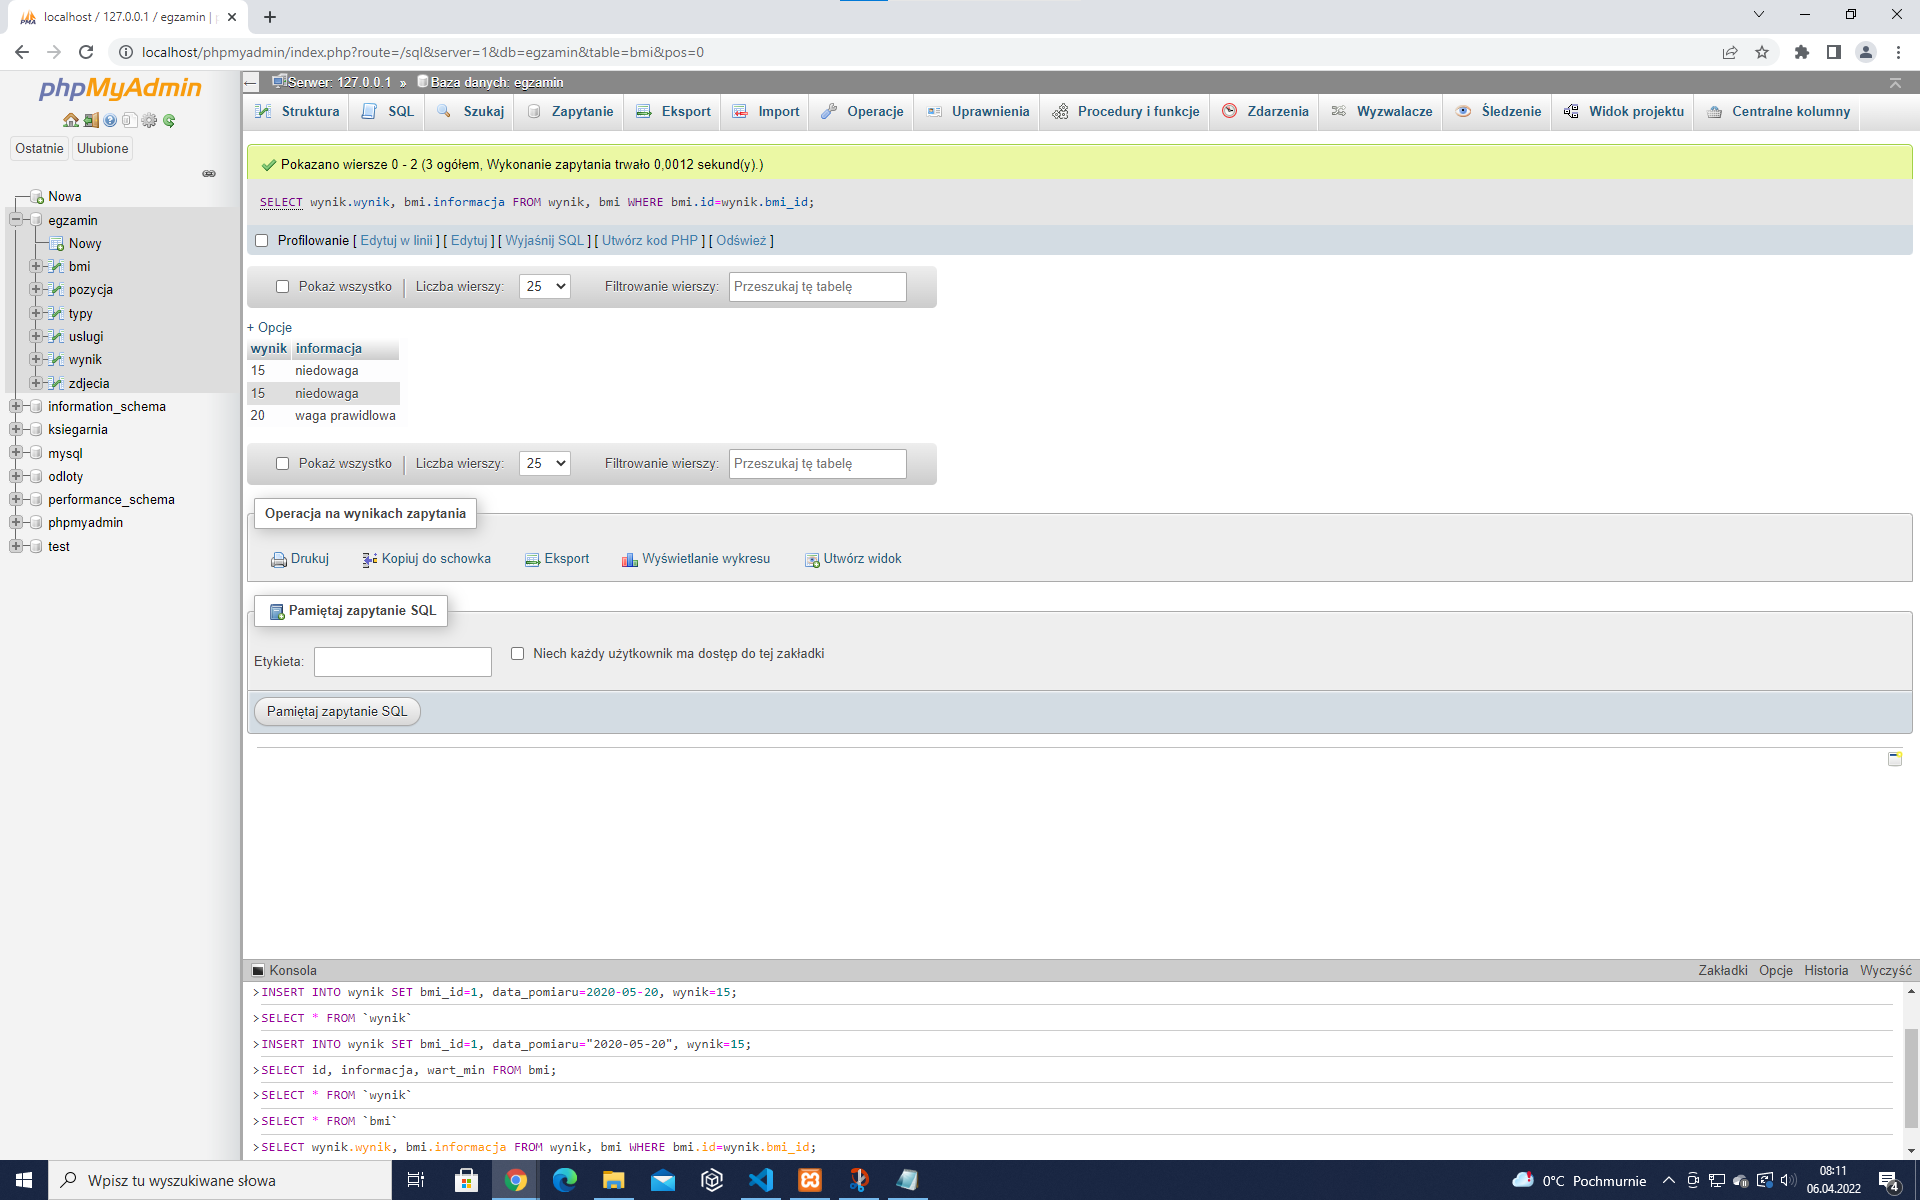 localhost / 127.0.0.1 / egzamin |
localhost/phpmyadmin/index.php?route=/sql&server=1&db=egzamin&table=bmi&pos=0
phpMyAdmin
Ostatnie Ulubione
Nowa
egzamin
Nowy
bmi
pozycja
typy
uslugi
wynik
zdjecia
information_schema
ksiegarnia
mysql
odloty
performance_schema
phpmyadmin
test
Serwer: 127.0.0.1 » Baza danych: egzamin
Struktura SQL Szukaj Zapytanie Eksport Import Operacje Uprawnienia Procedury i funkcje Zdarzenia Wyzwalacze Śledzenie Widok projektu Centralne kolumny
Pokazano wiersze 0 - 2 (3 ogółem, Wykonanie zapytania trwało 0,0012 sekund(y).)
SELECT wynik.wynik, bmi.informacja FROM wynik, bmi WHERE bmi.id=wynik.bmi_id;
Profilowanie [ Edytuj w linii ] [ Edytuj ] [ Wyjaśnij SQL ] [ Utwórz kod PHP ] [ Odśwież ]
Pokaż wszystko | Liczba wierszy: 25 Filtrowanie wierszy: Przeszukaj tę tabelę
+ Opcje
wynik informacja
15 niedowaga
15 niedowaga
20 waga prawidlowa
Pokaż wszystko | Liczba wierszy: 25 Filtrowanie wierszy: Przeszukaj tę tabelę
Operacja na wynikach zapytania
Drukuj Kopiuj do schowka Eksport Wyświetlanie wykresu Utwórz widok
Pamiętaj zapytanie SQL
Etykieta: Niech każdy użytkownik ma dostęp do tej zakładki
Pamiętaj zapytanie SQL
Konsola Zakładki Opcje Historia Wyczyść
>INSERT INTO wynik SET bmi_id=1, data_pomiaru=2020-05-20, wynik=15;
>SELECT * FROM `wynik`
>INSERT INTO wynik SET bmi_id=1, data_pomiaru="2020-05-20", wynik=15;
>SELECT id, informacja, wart_min FROM bmi;
>SELECT * FROM `wynik`
>SELECT * FROM `bmi`
>SELECT wynik.wynik, bmi.informacja FROM wynik, bmi WHERE bmi.id=wynik.bmi_id;
Wpisz tu wyszukiwane słowa
0°C Pochmurnie
08:11
06.04.2022
4